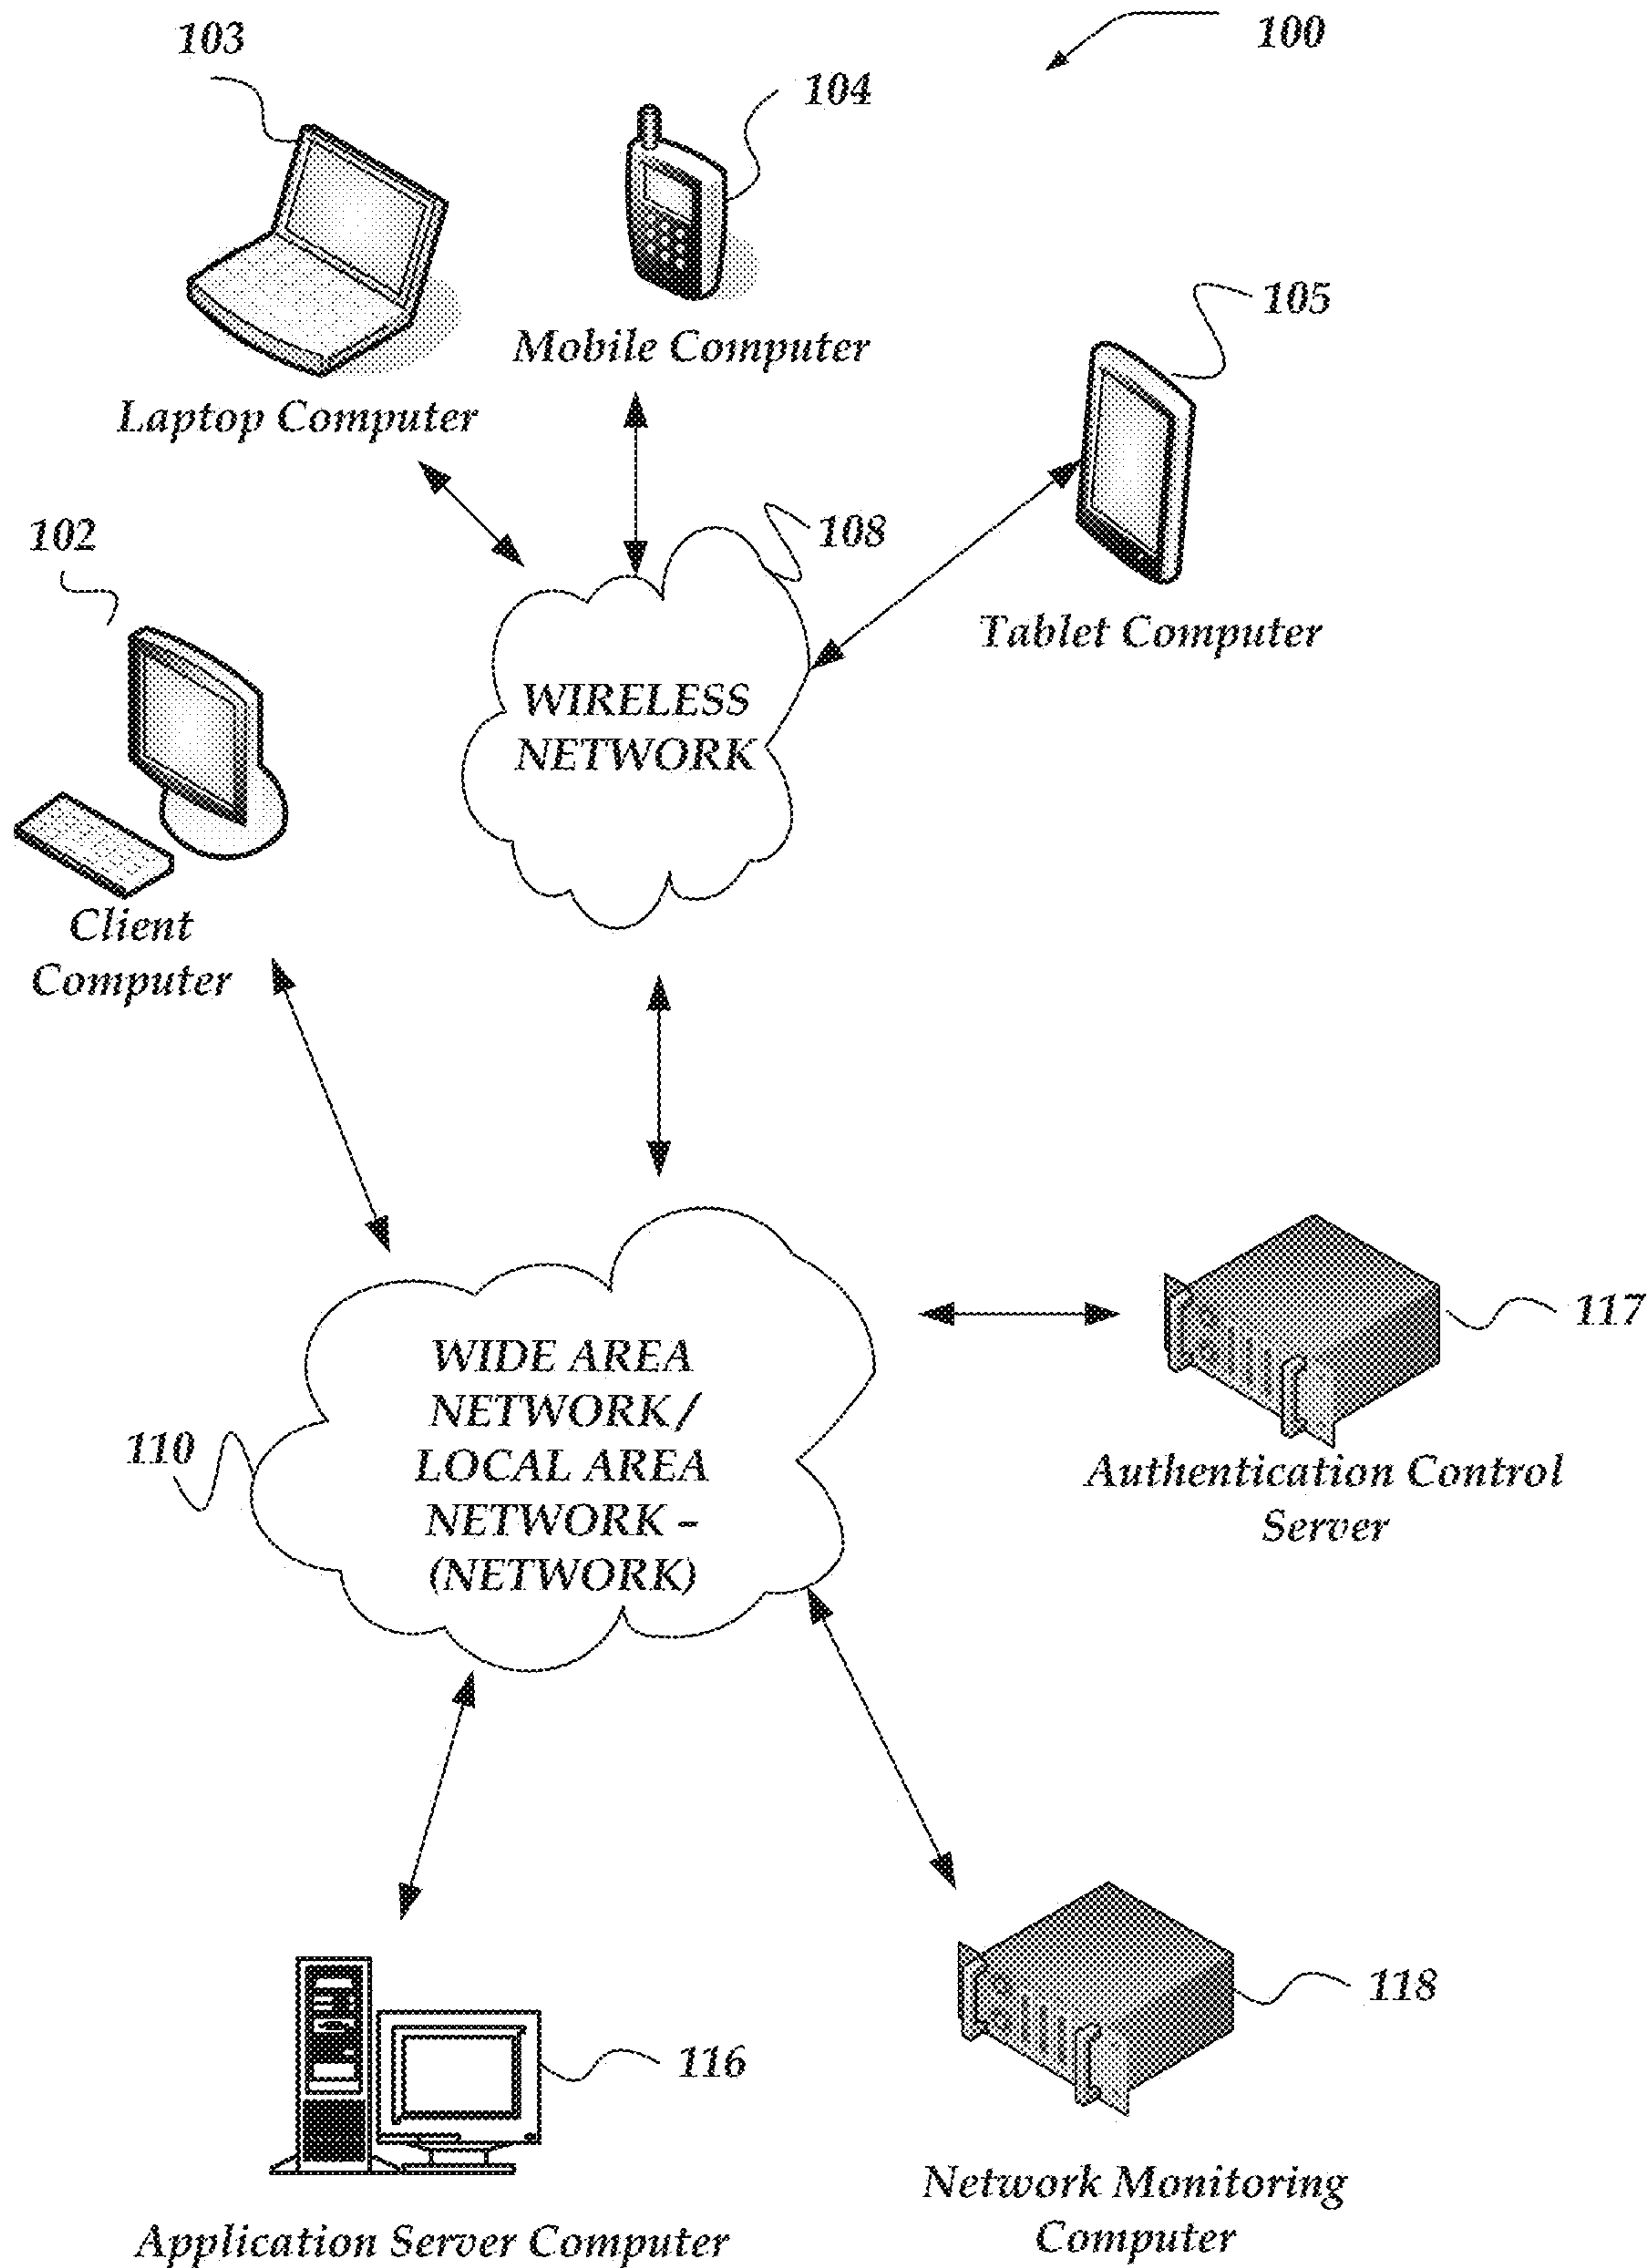 103
104
100
Mobile Computer
105
Laptop Computer
102
108
Tablet Computer
WIRELESS
NETWORK
Client
Computer
117
WIDE AREA
NETWORK/
LOCAL AREA
NETWORK –
(NETWORK)
110
Authentication Control
Server
118
116
Network Monitoring
Computer
Application Server Computer